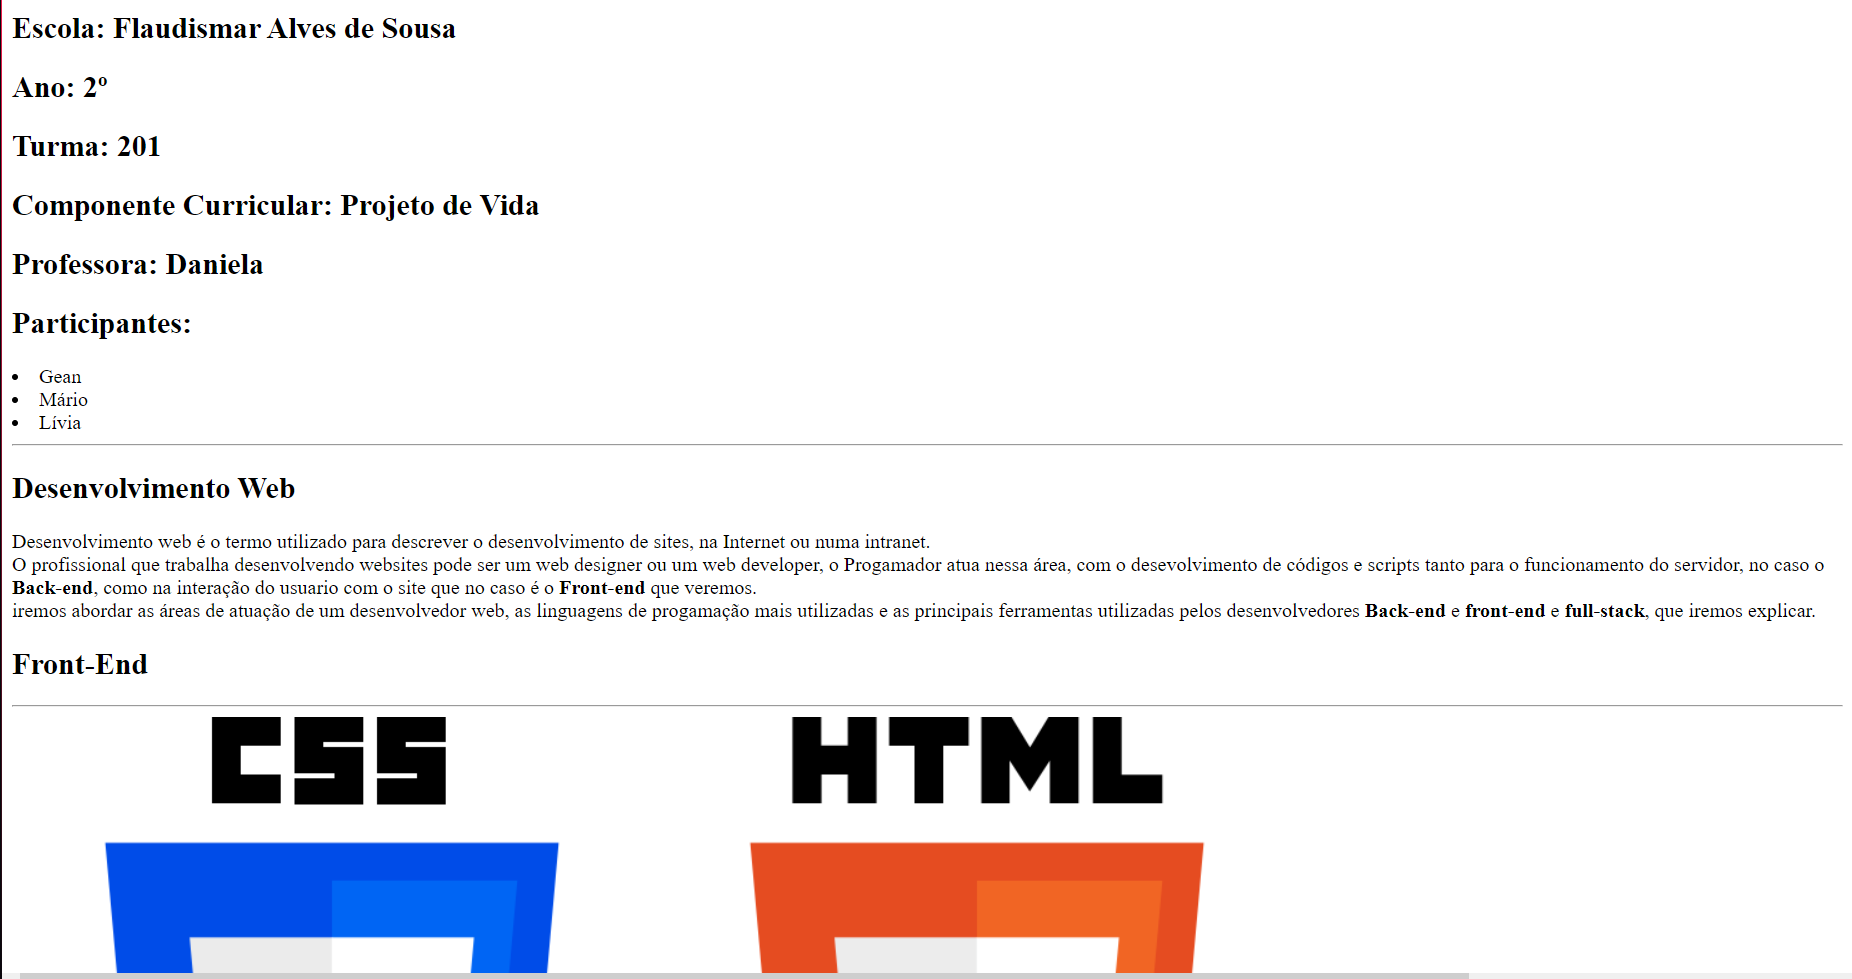 Escola: Flaudismar Alves de Sousa
Ano: 2º
Turma: 201
Componente Curricular: Projeto de Vida
Professora: Daniela
Participantes:
Gean
Mário
Lívia
Desenvolvimento Web
Desenvolvimento web é o termo utilizado para descrever o desenvolvimento de sites, na Internet ou numa intranet.
O profissional que trabalha desenvolvendo websites pode ser um web designer ou um web developer, o Progamador atua nessa área, com o desevolvimento de códigos e scripts tanto para o funcionamento do servidor, no caso o
Back-end, como na interação do usuario com o site que no caso é o Front-end que veremos.
iremos abordar as áreas de atuação de um desenvolvedor web, as linguagens de progamação mais utilizadas e as principais ferramentas utilizadas pelos desenvolvedores Back-end e front-end e full-stack, que iremos explicar.
Front-End
CSS HTML